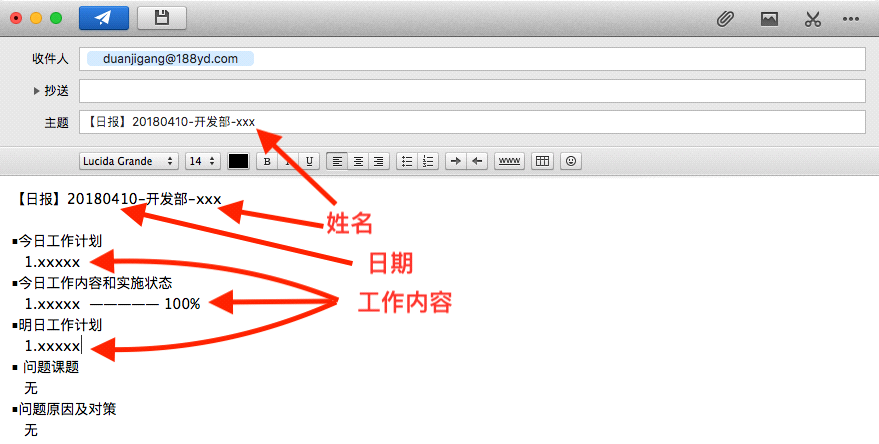 收件人 duanjigang@188yd.com
抄送
主题 【日报】20180410-开发部-xxx
Lucida Grande 14 B I U www
【日报】20180410-开发部-xxx
姓名
▪今日工作计划
日期
1.xxxxx
▪今日工作内容和实施状态
工作内容
1.xxxxx —————— 100%
▪明日工作计划
1.xxxxx
▪ 问题课题
无
▪问题原因及对策
无